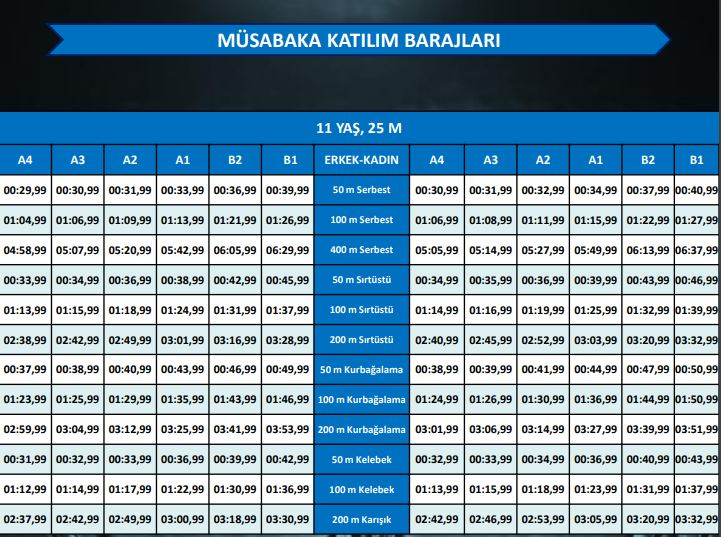 MÜSABAKA KATILIM BARAJLARI
11 YAŞ, 25 M
A4 A3 A2 A1 B2 B1 ERKEK-KADIN A4 A3 A2 A1 B2 B1
00:29,99 00:30,99 00:31,99 00:33,99 00:36,99 00:39,99 50 m Serbest 00:30,99 00:31,99 00:32,99 00:34,99 00:37,99 00:40,99
01:04,99 01:06,99 01:09,99 01:13,99 01:21,99 01:26,99 100 m Serbest 01:06,99 01:08,99 01:11,99 01:15,99 01:22,99 01:27,99
04:58,99 05:07,99 05:20,99 05:42,99 06:05,99 06:29,99 400 m Serbest 05:05,99 05:14,99 05:27,99 05:49,99 06:13,99 06:37,99
00:33,99 00:34,99 00:36,99 00:38,99 00:42,99 00:45,99 50 m Sırtüstü 00:34,99 00:35,99 00:36,99 00:39,99 00:43,99 00:46,99
01:13,99 01:15,99 01:18,99 01:24,99 01:31,99 01:37,99 100 m Sırtüstü 01:14,99 01:16,99 01:19,99 01:25,99 01:32,99 01:39,99
02:38,99 02:42,99 02:49,99 03:01,99 03:16,99 03:28,99 200 m Sırtüstü 02:40,99 02:45,99 02:52,99 03:03,99 03:20,99 03:32,99
00:37,99 00:38,99 00:40,99 00:43,99 00:46,99 00:49,99 50 m Kurbağalama 00:38,99 00:39,99 00:41,99 00:44,99 00:47,99 00:50,99
01:23,99 01:25,99 01:29,99 01:35,99 01:43,99 01:46,99 100 m Kurbağalama 01:24,99 01:26,99 01:30,99 01:36,99 01:44,99 01:50,99
02:59,99 03:04,99 03:12,99 03:25,99 03:41,99 03:53,99 200 m Kurbağalama 03:01,99 03:06,99 03:14,99 03:27,99 03:39,99 03:51,99
00:31,99 00:32,99 00:33,99 00:36,99 00:39,99 00:42,99 50 m Kelebek 00:32,99 00:33,99 00:34,99 00:36,99 00:40,99 00:43,99
01:12,99 01:14,99 01:17,99 01:22,99 01:30,99 01:36,99 100 m Kelebek 01:13,99 01:15,99 01:18,99 01:23,99 01:31,99 01:37,99
02:37,99 02:42,99 02:49,99 03:00,99 03:18,99 03:30,99 200 m Karışık 02:42,99 02:46,99 02:53,99 03:05,99 03:20,99 03:32,99